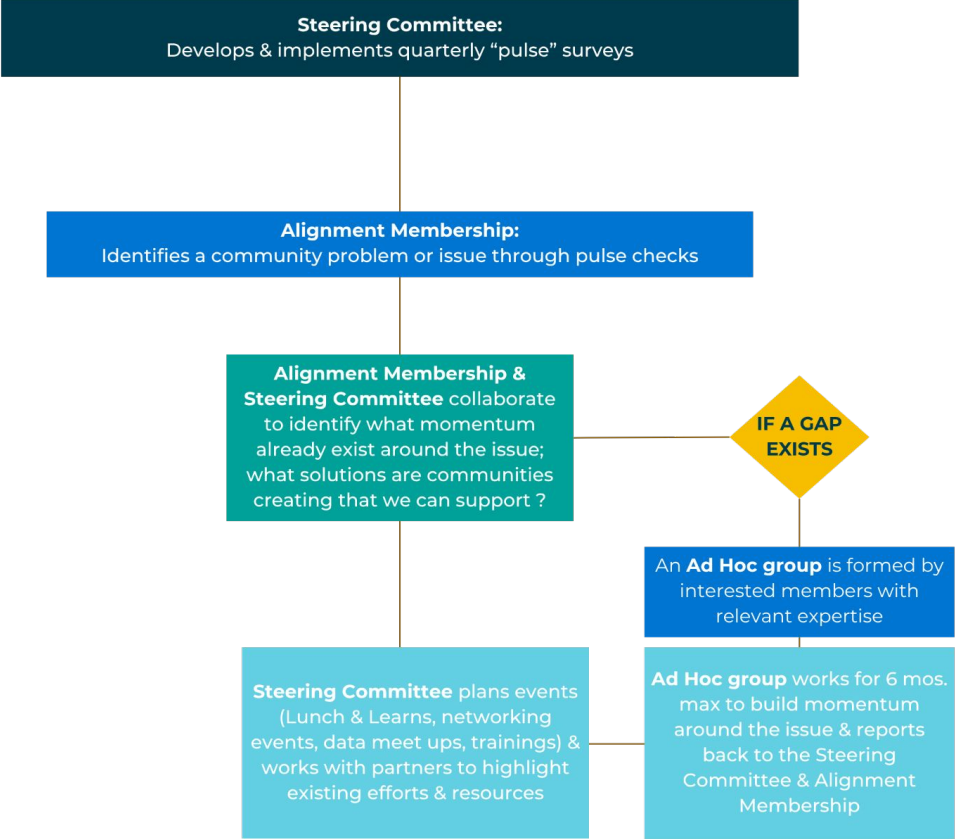 Steering Committee:
Develops & implements quarterly “pulse” surveys
Alignment Membership:
Identifies a community problem or issue through pulse checks
Alignment Membership &
Steering Committee collaborate
to identify what momentum
already exist around the issue;
what solutions are communities
creating that we can support ?
IF A GAP
EXISTS
An Ad Hoc group is formed by
interested members with
relevant expertise
Steering Committee plans events
(Lunch & Learns, networking
events, data meet ups, trainings) &
works with partners to highlight
existing efforts & resources
Ad Hoc group works for 6 mos.
max to build momentum
around the issue & reports
back to the Steering
Committee & Alignment
Membership